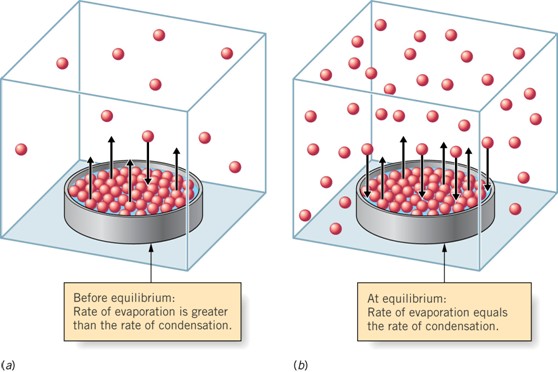 Before equilibrium:
Rate of evaporation is greater
than the rate of condensation.
At equilibrium:
Rate of evaporation equals
the rate of condensation.
(a)
(b)